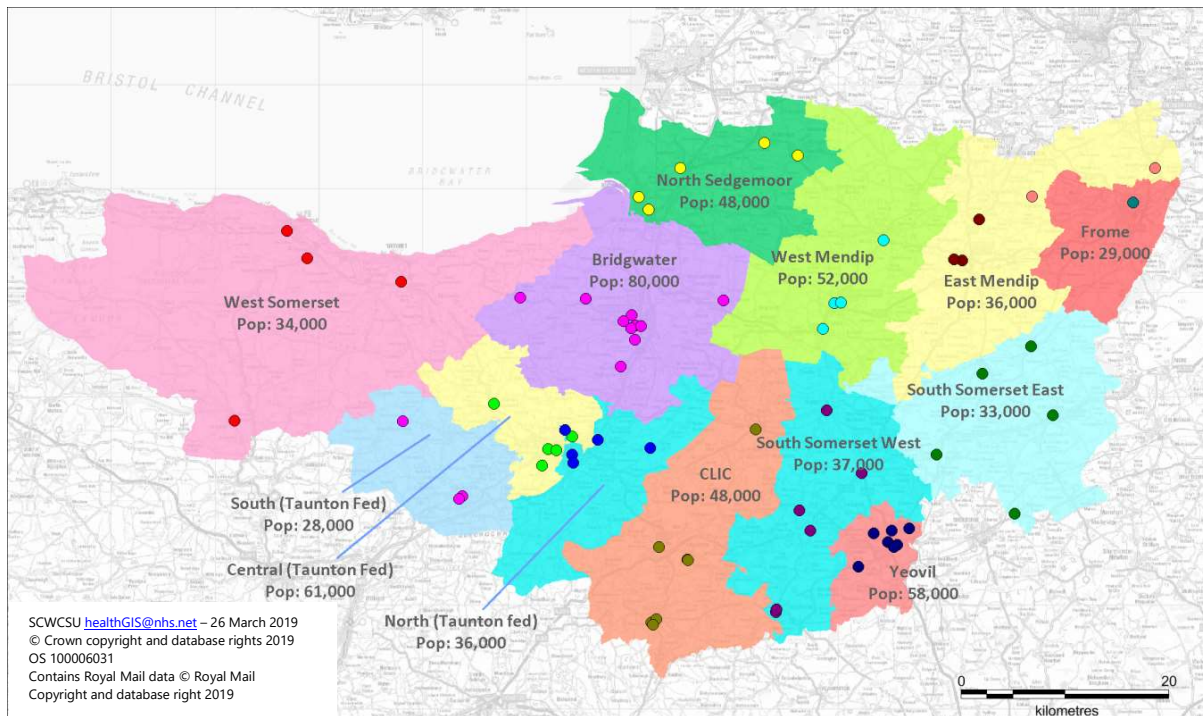 BRISTOL CHANNEL
BRIDGWATER
BAY
North Sedgemoor
Pop: 48,000
Bridgwater
Pop: 80,000
West Mendip
Pop: 52,000
Frome
Pop: 29,000
East Mendip
Pop: 36,000
West Somerset
Pop: 34,000
South Somerset East
Pop: 33,000
South Somerset West
Pop: 37,000
CLIC
Pop: 48,000
South (Taunton Fed)
Pop: 28,000
Central (Taunton Fed)
Pop: 61,000
North (Taunton fed)
Pop: 36,000
Yeovil
Pop: 58,000
SCWCSU healthGIS@nhs.net – 26 March 2019
© Crown copyright and database rights 2019
OS 100006031
Contains Royal Mail data © Royal Mail
Copyright and database right 2019
0 20
kilometres